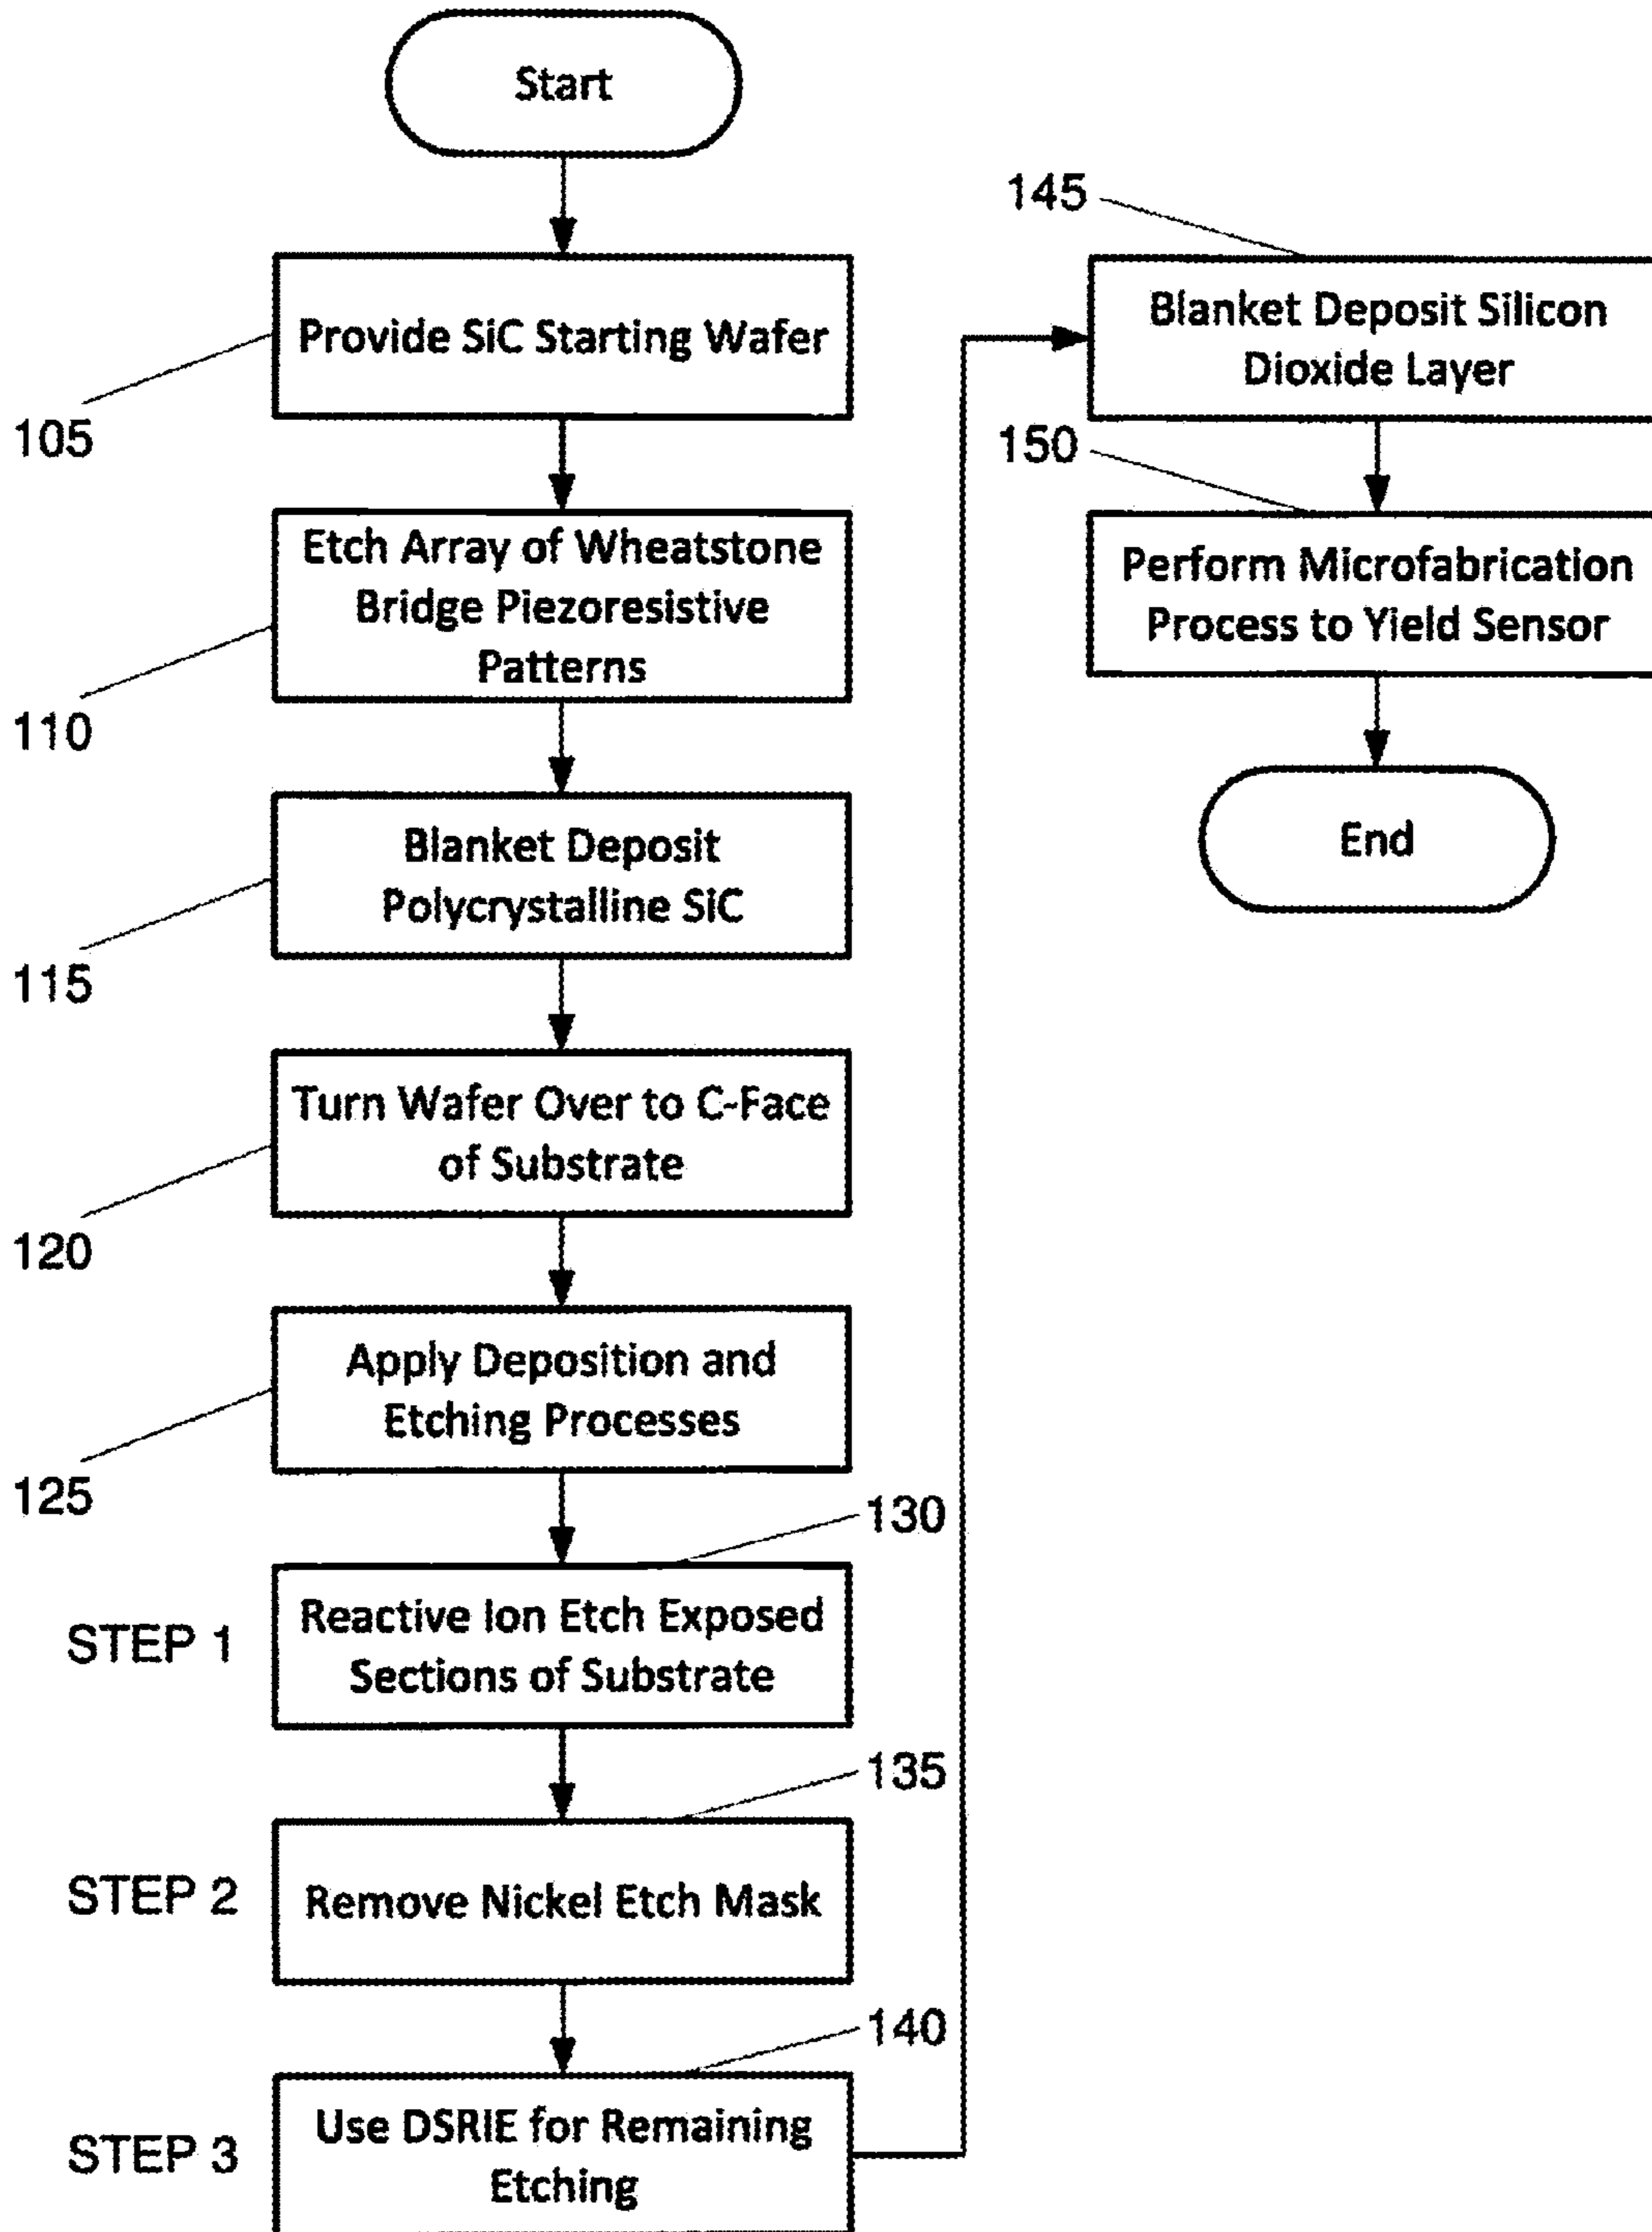 Start
Provide SiC Starting Wafer
105
Etch Array of Wheatstone
Bridge Piezoresistive
Patterns
110
Blanket Deposit
Polycrystalline SiC
115
Turn Wafer Over to C-Face
of Substrate
120
Apply Deposition and
Etching Processes
125
130
STEP 1
Reactive Ion Etch Exposed
Sections of Substrate
135
STEP 2
Remove Nickel Etch Mask
140
STEP 3
Use DSRIE for Remaining
Etching
145
Blanket Deposit Silicon
Dioxide Layer
150
Perform Microfabrication
Process to Yield Sensor
End